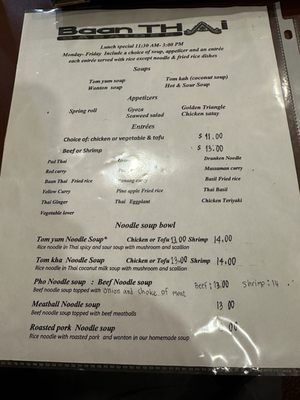 Baan THAi
Lunch special 11:30 AM- 3:00 PM
Monday- Friday Include a choice of soup, appetizer and an entrée
each entrée served with rice except noodle & fried rice dishes
Soups
Tom yum soup Tom kah (coconut soup)
Wonton soup Hot & Sour Soup
Appetizers
Spring roll Gyoza Golden Triangle
Seaweed salad Chicken satay
Entrées
Choice of: chicken or vegetable & tofu $ 11.00
Beef or Shrimp $ 13.00
Pad Thai Drunken Noodle
Red curry Massaman curry
Baan Thai Fried rice curry Basil Fried rice
Yellow Curry Pine apple Fried rice Thai Basil
Thai Ginger Thai Eggplant Chicken Teriyaki
Vegetable lover
Noodle soup bowl
Tom yum Noodle Soup* Chicken or Tofu 13.00 Shrimp 14.00
Rice noodle in Thai spicy and sour soup with mushroom and scallion
Tom kha Noodle Soup Chicken or Tofu 13.00 Shrimp 14.00
Rice noodle in Thai coconut milk soup with mushroom and scallion
Pho Noodle soup : Beef Noodle soup Beef: 13.00 Shrimp: 14
Beef noodle soup topped with onion and choice of meat
Meatball Noodle soup 13 00
Beef noodle soup topped with beef meatballs
Roasted pork Noodle soup 00
Rice noodle with roasted pork and wonton in our homemade soup